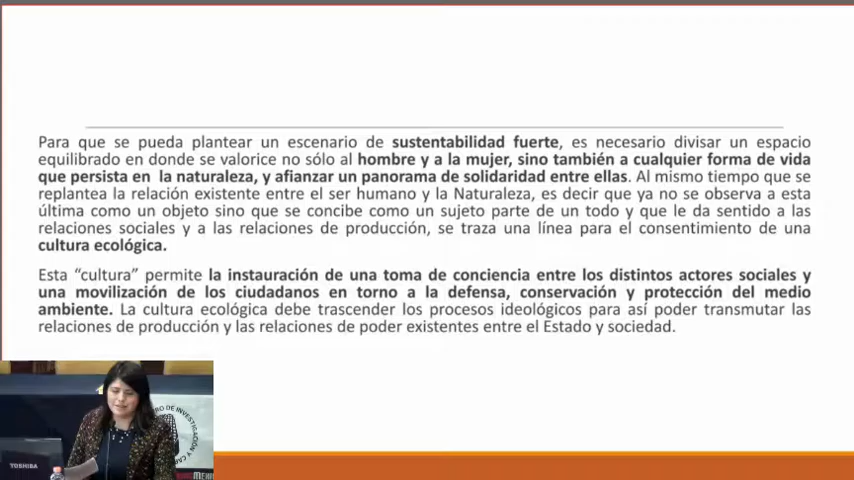 Para que se pueda plantear un escenario de sustentabilidad fuerte, es necesario divisar un espacio
equilibrado en donde se valorice no sólo al hombre y a la mujer, sino también a cualquier forma de vida
que persista en la naturaleza, y afianzar un panorama de solidaridad entre ellas. Al mismo tiempo que se
replantea la relación existente entre el ser humano y la Naturaleza, es decir que ya no se observa a esta
última como un objeto sino que se concibe como un sujeto parte de un todo y que le da sentido a las
relaciones sociales y a las relaciones de producción, se traza una línea para el consentimiento de una
cultura ecológica.
Esta “cultura” permite la instauración de una toma de conciencia entre los distintos actores sociales y
una movilización de los ciudadanos en torno a la defensa, conservación y protección del medio
ambiente. La cultura ecológica debe trascender los procesos ideológicos para así poder transmutar las
relaciones de producción y las relaciones de poder existentes entre el Estado y sociedad.
TOSHIBA